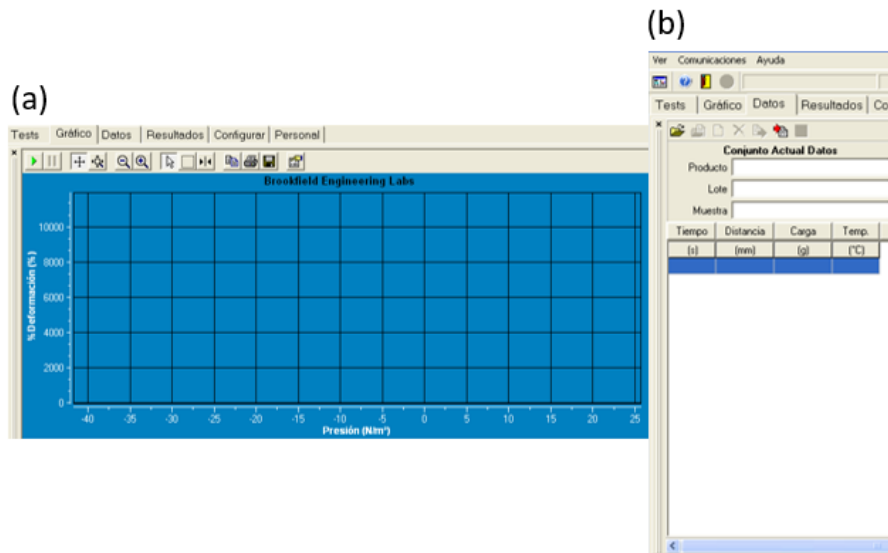 (a)
Tests Gráfico Datos Resultados Configurar Personal
Brookfield Engineering Labs
10000
8000
6000
4000
2000
0
%Deformación (%)
-40 -35 -30 -25 -20 -15 -10 -5 0 5 10 15 20 25
Presión (N/m²)
(b)
Ver Comunicaciones Ayuda
Tests Gráfico Datos Resultados Co
Conjunto Actual Datos
Producto
Lote
Muestra
Tiempo Distancia Carga Temp.
(s) (mm) (g) (°C)